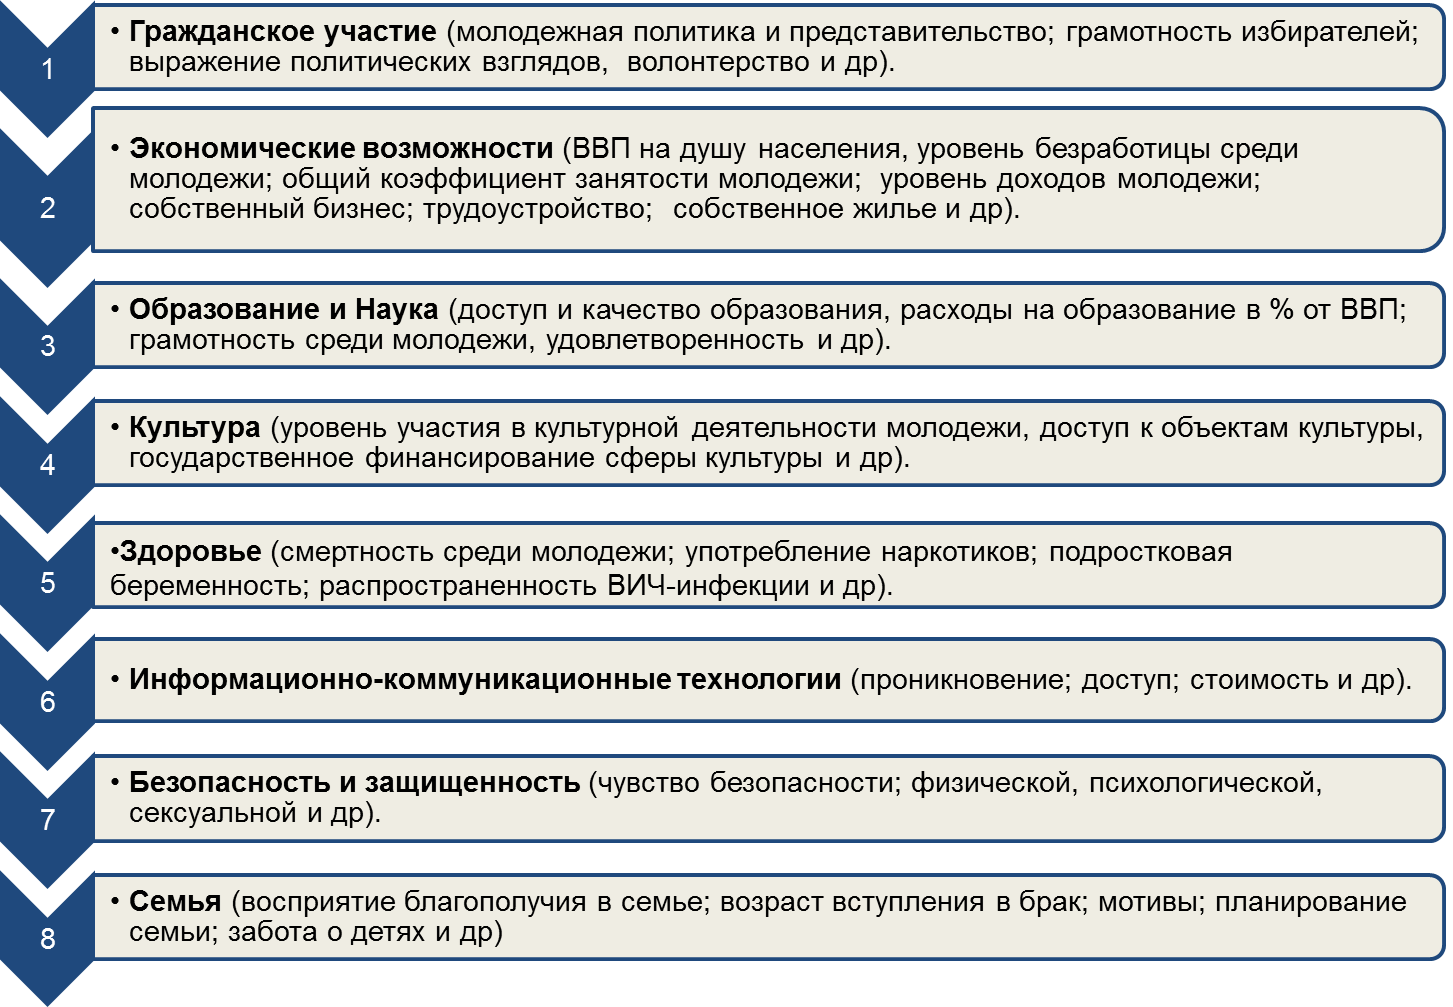 1
• Гражданское участие (молодежная политика и представительство; грамотность избирателей;
выражение политических взглядов, волонтерство и др).
2
• Экономические возможности (ВВП на душу населения, уровень безработицы среди
молодежи; общий коэффициент занятости молодежи; уровень доходов молодежи;
собственный бизнес; трудоустройство; собственное жилье и др).
3
• Образование и Наука (доступ и качество образования, расходы на образование в % от ВВП;
грамотность среди молодежи, удовлетворенность и др).
4
• Культура (уровень участия в культурной деятельности молодежи, доступ к объектам культуры,
государственное финансирование сферы культуры и др).
5
•Здоровье (смертность среди молодежи; употребление наркотиков; подростковая
беременность; распространенность ВИЧ-инфекции и др).
6
• Информационно-коммуникационные технологии (проникновение; доступ; стоимость и др).
7
• Безопасность и защищенность (чувство безопасности; физической, психологической,
сексуальной и др).
8
• Семья (восприятие благополучия в семье; возраст вступления в брак; мотивы; планирование
семьи; забота о детях и др)